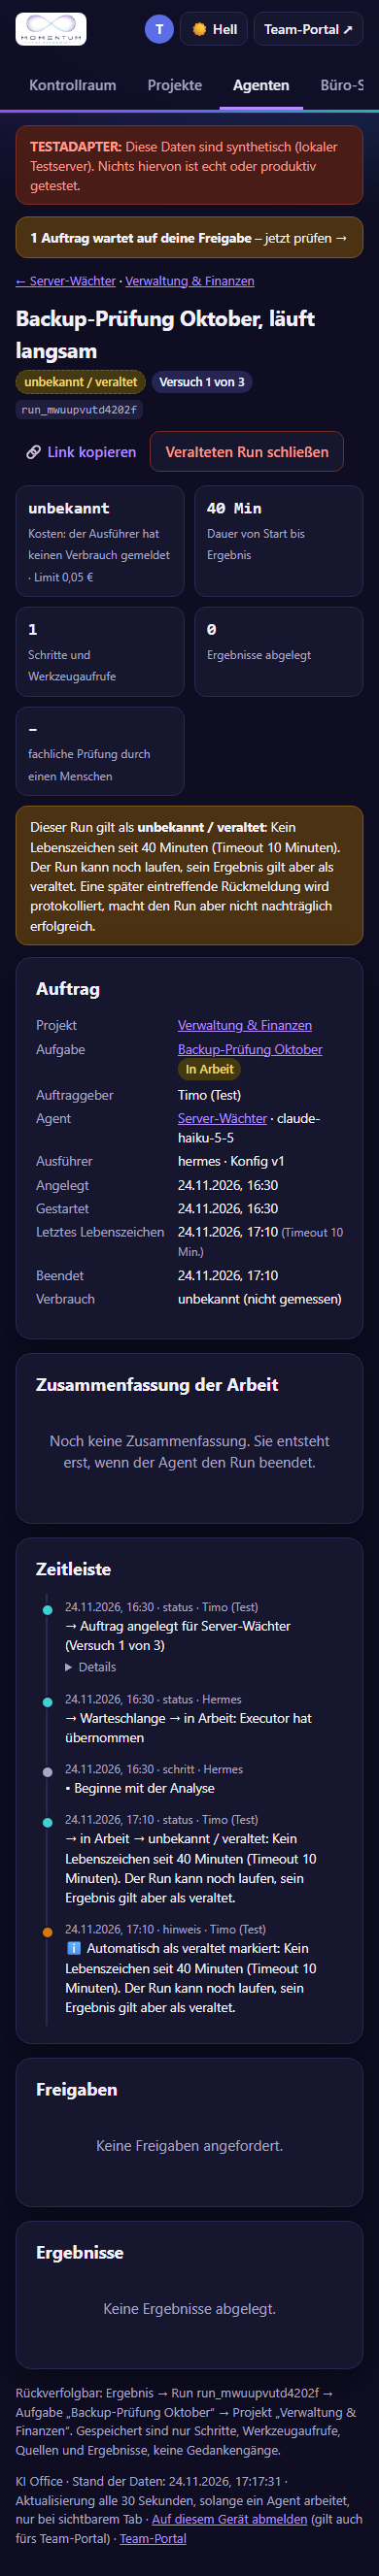 MOMENTUM
T
Hell
Team-Portal ↗
Kontrollraum
Projekte
Agenten
Büro-S
TESTADAPTER: Diese Daten sind synthetisch (lokaler
Testserver). Nichts hiervon ist echt oder produktiv
getestet.
1 Auftrag wartet auf deine Freigabe – jetzt prüfen →
← Server-Wächter · Verwaltung & Finanzen
Backup-Prüfung Oktober, läuft
langsam
unbekannt / veraltet
Versuch 1 von 3
run_mwuupvutd4202f
Link kopieren
Veralteten Run schließen
unbekannt
Kosten: der Ausführer hat
keinen Verbrauch gemeldet
· Limit 0,05 €
40 Min
Dauer von Start bis
Ergebnis
1
Schritte und
Werkzeugaufrufe
0
Ergebnisse abgelegt
–
fachliche Prüfung durch
einen Menschen
Dieser Run gilt als unbekannt / veraltet: Kein
Lebenszeichen seit 40 Minuten (Timeout 10 Minuten).
Der Run kann noch laufen, sein Ergebnis gilt aber als
veraltet. Eine später eintreffende Rückmeldung wird
protokolliert, macht den Run aber nicht nachträglich
erfolgreich.
Auftrag
Projekt
Verwaltung & Finanzen
Aufgabe
Backup-Prüfung Oktober
In Arbeit
Auftraggeber
Timo (Test)
Agent
Server-Wächter · claude-
haiku-5-5
Ausführer
hermes · Konfig v1
Angelegt
24.11.2026, 16:30
Gestartet
24.11.2026, 16:30
Letztes Lebenszeichen
24.11.2026, 17:10 (Timeout 10
Min.)
Beendet
24.11.2026, 17:10
Verbrauch
unbekannt (nicht gemessen)
Zusammenfassung der Arbeit
Noch keine Zusammenfassung. Sie entsteht
erst, wenn der Agent den Run beendet.
Zeitleiste
24.11.2026, 16:30 · status · Timo (Test)
→ Auftrag angelegt für Server-Wächter
(Versuch 1 von 3)
▶ Details
24.11.2026, 16:30 · status · Hermes
→ Warteschlange → in Arbeit: Executor hat
übernommen
24.11.2026, 16:30 · schritt · Hermes
• Beginne mit der Analyse
24.11.2026, 17:10 · status · Timo (Test)
→ in Arbeit → unbekannt / veraltet: Kein
Lebenszeichen seit 40 Minuten (Timeout 10
Minuten). Der Run kann noch laufen, sein
Ergebnis gilt aber als veraltet.
24.11.2026, 17:10 · hinweis · Timo (Test)
ℹ Automatisch als veraltet markiert: Kein
Lebenszeichen seit 40 Minuten (Timeout 10
Minuten). Der Run kann noch laufen, sein
Ergebnis gilt aber als veraltet.
Freigaben
Keine Freigaben angefordert.
Ergebnisse
Keine Ergebnisse abgelegt.
Rückverfolgbar: Ergebnis → Run run_mwuupvutd4202f →
Aufgabe „Backup-Prüfung Oktober“ → Projekt „Verwaltung &
Finanzen“. Gespeichert sind nur Schritte, Werkzeugaufrufe,
Quellen und Ergebnisse, keine Gedankengänge.
KI Office · Stand der Daten: 24.11.2026, 17:17:31 ·
Aktualisierung alle 30 Sekunden, solange ein Agent arbeitet,
nur bei sichtbarem Tab · Auf diesem Gerät abmelden (gilt auch
fürs Team-Portal) · Team-Portal